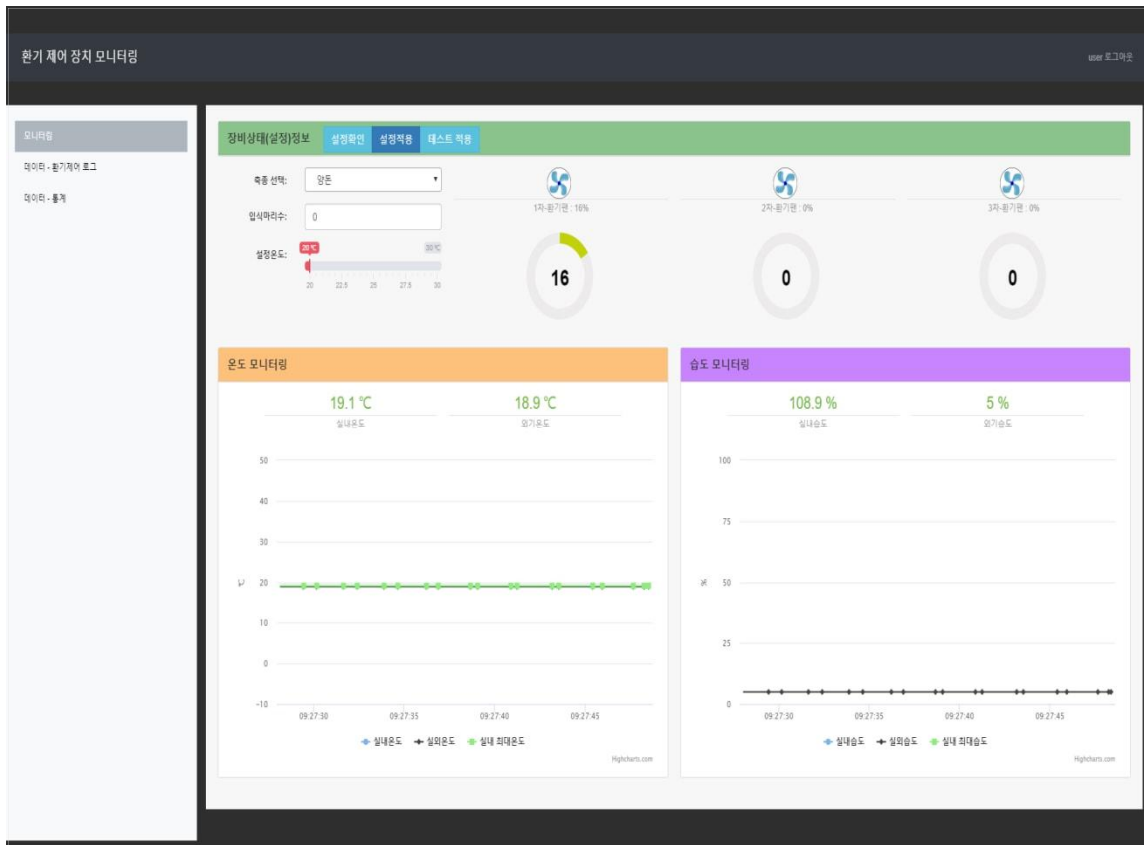 환기 제어 장치 모니터링
user 로그아웃
모니터링
데이터 - 환기제어 로그
데이터 - 통계
장비상태(설정)정보 설정확인 설정적용 테스트 적용
축종 선택: 양돈
입식마리수: 0
설정온도: 20 ℃ 30 ℃
20 22.5 25 27.5 30
1차-환기팬 : 16%
16
2차-환기팬 : 0%
0
3차-환기팬 : 0%
0
온도 모니터링
19.1 ℃ 18.9 ℃
실내온도 외기온도
50
40
30
℃ 20
10
0
-10
09:27:30 09:27:35 09:27:40 09:27:45
실내온도 실외온도 실내 최대온도
Highcharts.com
습도 모니터링
108.9 % 5 %
실내습도 외기습도
100
75
% 50
25
0
09:27:30 09:27:35 09:27:40 09:27:45
실내습도 실외습도 실내 최대습도
Highcharts.com